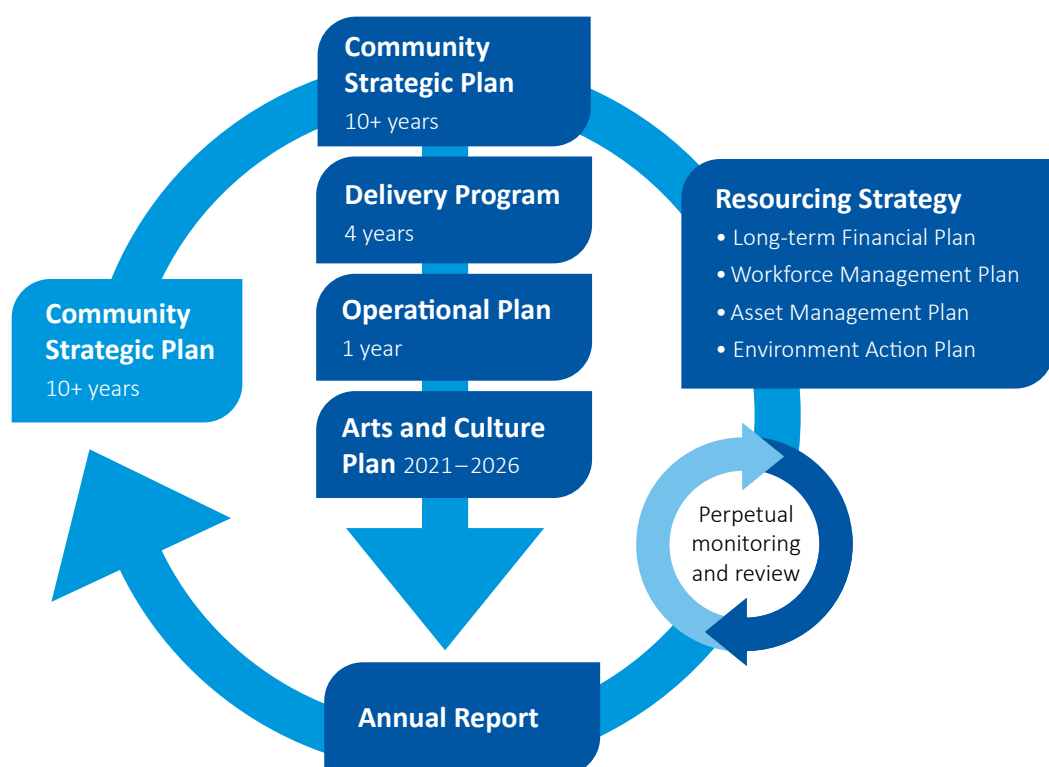 Community
Strategic Plan
10+ years
Delivery Program
4 years
Operational Plan
1 year
Arts and Culture
Plan 2021–2026
Resourcing Strategy
• Long-term Financial Plan
• Workforce Management Plan
• Asset Management Plan
• Environment Action Plan
Community
Strategic Plan
10+ years
Perpetual
monitoring
and review
Annual Report